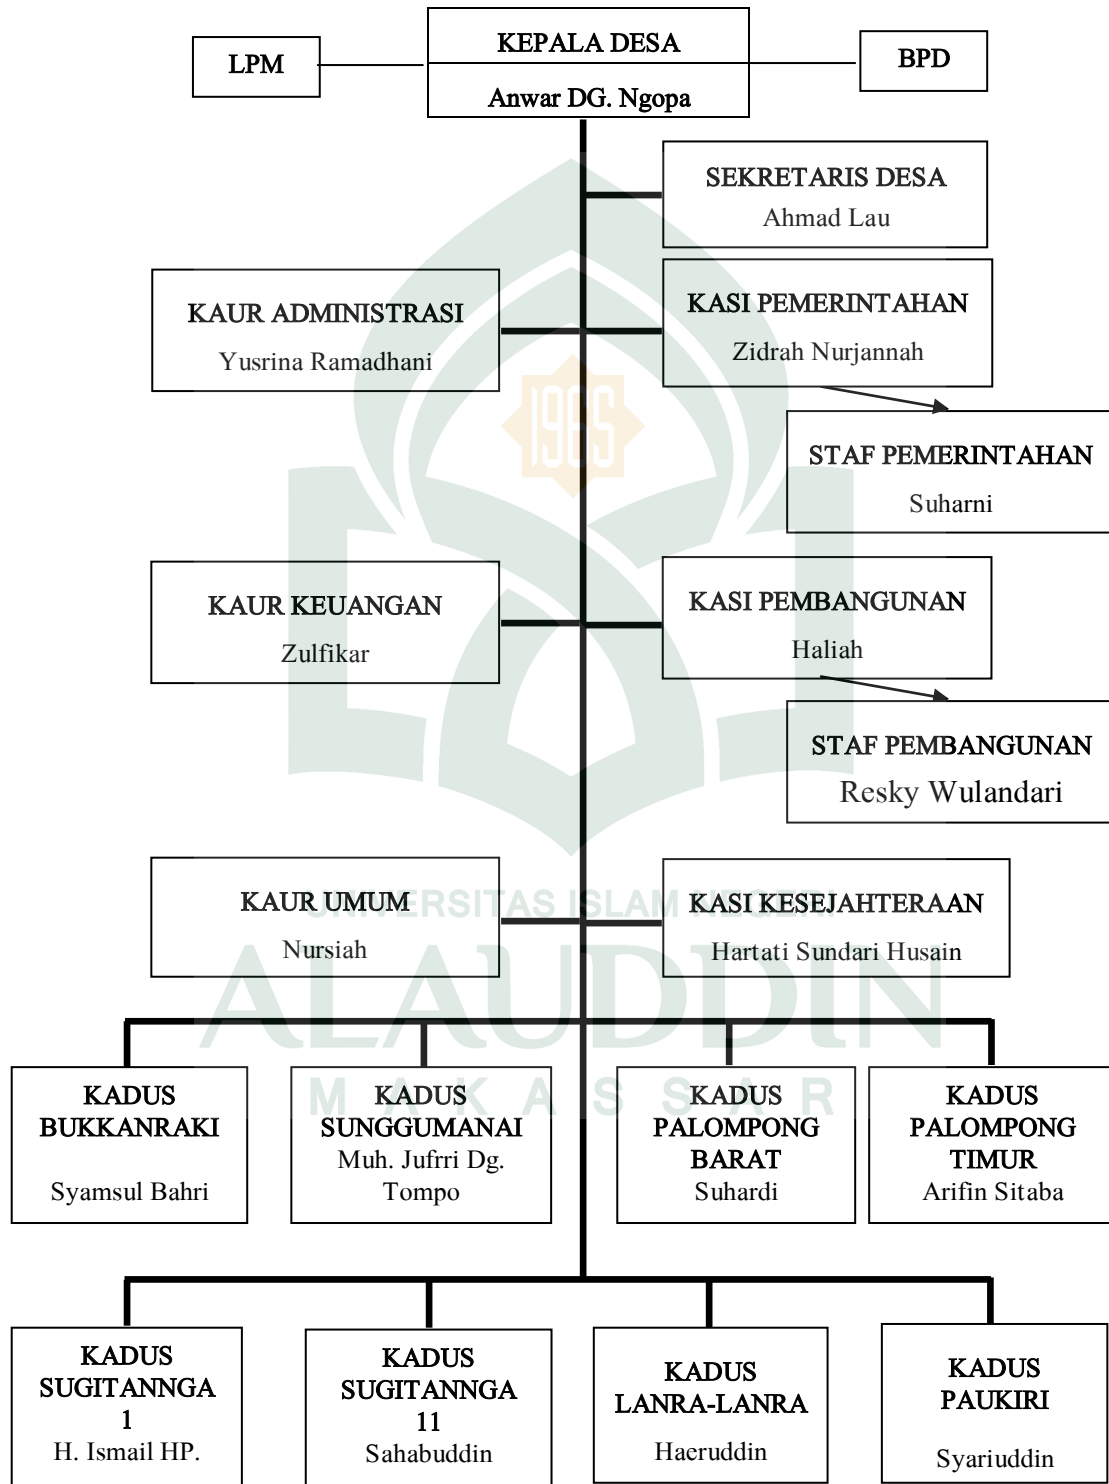 LPM
KEPALA DESA
Anwar DG. Ngopa
BPD
SEKRETARIS DESA
Ahmad Lau
KAUR ADMINISTRASI
Yusrina Ramadhani
KASI PEMERINTAHAN
Zidrah Nurjannah
1965
STAF PEMERINTAHAN
Suharni
KAUR KEUANGAN
Zulfikar
KASI PEMBANGUNAN
Haliah
STAF PEMBANGUNAN
Resky Wulandari
KAUR UMUM
Nursiah
KASI KESEJAHTERAAN
Hartati Sundari Husain
UNIVERSITAS ISLAM NEGERI
ALAUDDIN
MAKASSAR
KADUS
BUKKANRAKI
Syamsul Bahri
KADUS
SUNGGUMANAI
Muh. Jufrri Dg.
Tompo
KADUS
PALOMPONG
BARAT
Suhardi
KADUS
PALOMPONG
TIMUR
Arifin Sitaba
KADUS
SUGITANNGA
1
H. Ismail HP.
KADUS
SUGITANNGA
11
Sahabuddin
KADUS
LANRA-LANRA
Haeruddin
KADUS
PAUKIRI
Syariuddin